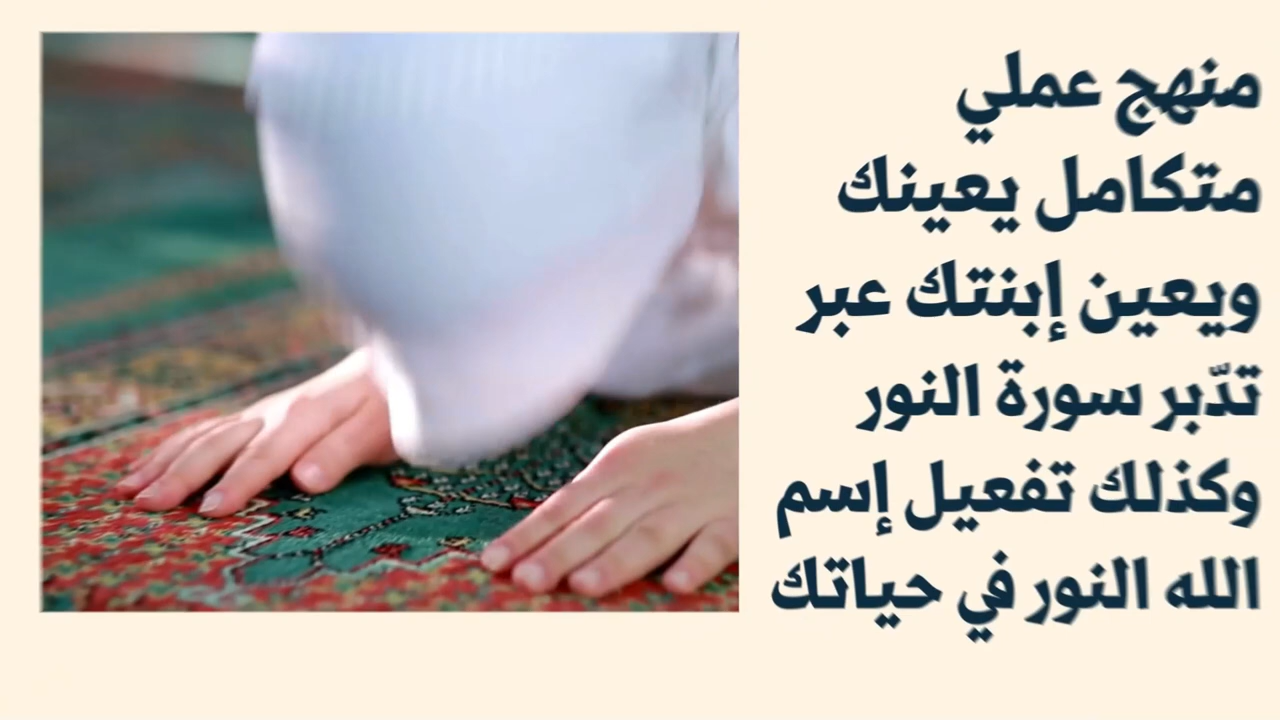 منهج عملي
متكامل يعينك
ويعين إبنتك عبر
تدّبر سورة النور
وكذلك تفعيل إسم
الله النور في حياتك